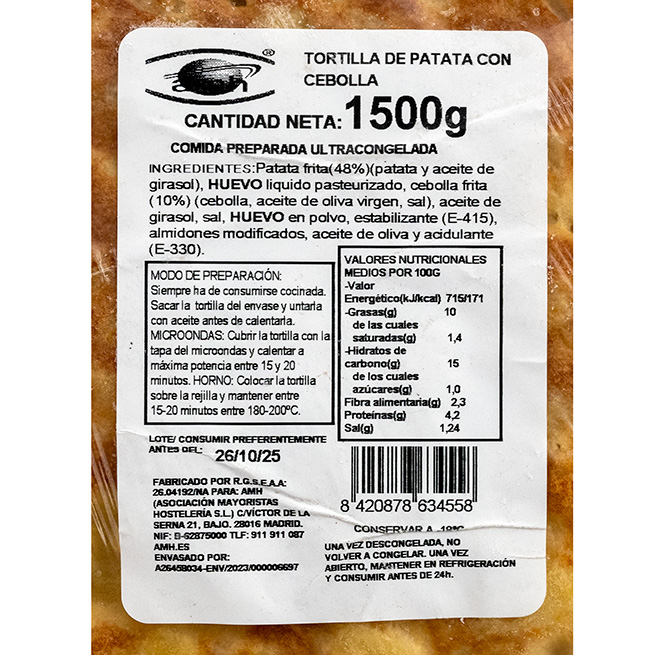 ®
TORTILLA DE PATATA CON
CEBOLLA
CANTIDAD NETA: 1500g
COMIDA PREPARADA ULTRACONGELADA
INGREDIENTES:Patata frita(48%)(patata y aceite de
girasol), HUEVO liquido pasteurizado, cebolla frita
(10%) (cebolla, aceite de oliva virgen, sal), aceite de
girasol, sal, HUEVO en polvo, estabilizante (E-415),
almidones modificados, aceite de oliva y acidulante
(E-330).
MODO DE PREPARACIÓN:
Siempre ha de consumirse cocinada.
Sacar la tortilla del envase y untarla
con aceite antes de calentarla.
MICROONDAS: Cubrir la tortilla con la
tapa del microondas y calentar a
máxima potencia entre 15 y 20
minutos. HORNO: Colocar la tortilla
sobre la rejilla y mantener entre
15-20 minutos entre 180-200ºC.
VALORES NUTRICIONALES
MEDIOS POR 100G
-Valor
Energético(kJ/kcal) 715/171
-Grasas(g) 10
de las cuales
saturadas(g) 1,4
-Hidratos de
carbono(g) 15
de los cuales
azúcares(g) 1,0
Fibra alimentaria(g) 2,3
Proteínas(g) 4,2
Sal(g) 1,24
LOTE/ CONSUMIR PREFERENTEMENTE
ANTES DEL: 26/10/25
FABRICADO POR R.G.S.E.A.A:
26.04192/NA PARA: AMH
(ASOCIACIÓN MAYORISTAS
HOSTELERÍA S.L.) C/VÍCTOR DE LA
SERNA 21, BAJO. 28016 MADRID.
NIF: B-62875000 TLF: 911 911 087
AMH.ES
ENVASADO POR:
A26458034-ENV/2023/000006697
8 420878 634558
CONSERVAR A -18ºC
UNA VEZ DESCONGELADA, NO
VOLVER A CONGELAR. UNA VEZ
ABIERTO, MANTENER EN REFRIGERACIÓN
Y CONSUMIR ANTES DE 24h.